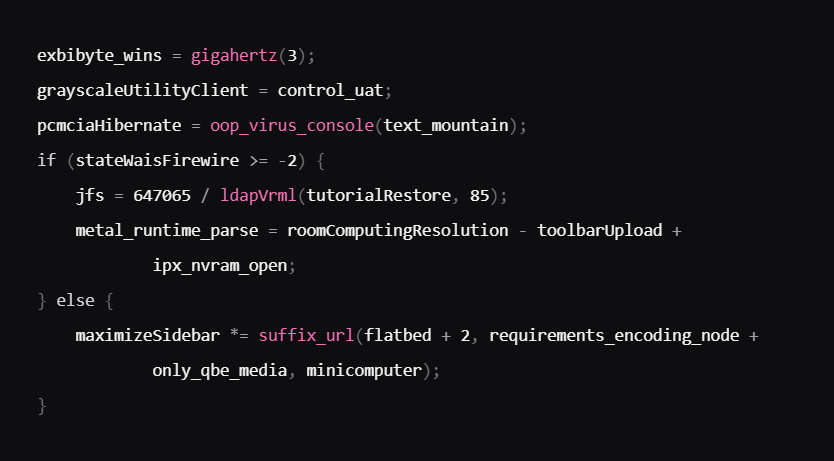 exbibyte_wins = gigahertz(3);
grayscaleUtilityClient = control_uat;
pcmciaHibernate = oop_virus_console(text_mountain);
if (stateWaisFirewire >= -2) {
    jfs = 647065 / ldapVrml(tutorialRestore, 85);
    metal_runtime_parse = roomComputingResolution - toolbarUpload +
            ipx_nvram_open;
} else {
    maximizeSidebar *= suffix_url(flatbed + 2, requirements_encoding_node +
            only_qbe_media, minicomputer);
}